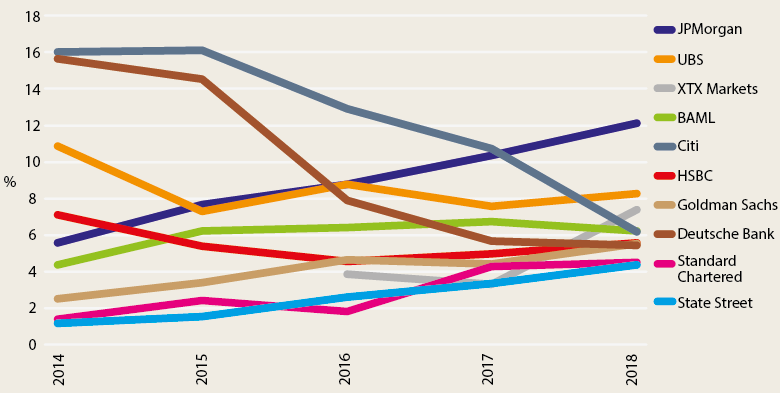 18
16
14
12
10
8
6
4
2
0
%
2014
2015
2016
2017
2018
JPMorgan
UBS
XTX Markets
BAML
Citi
HSBC
Goldman Sachs
Deutsche Bank
Standard
Chartered
State Street